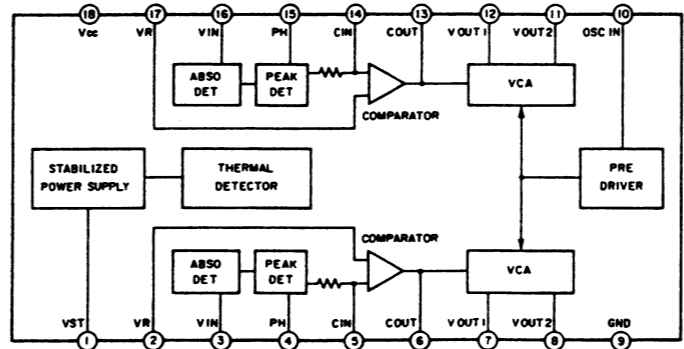 18 17 16 15 14 13 12 11 10
Vcc VR VIN PH CIN COUT VOUT1 VOUT2 OSC IN
ABSO DET
PEAK DET
VCA
COMPARATOR
STABILIZED POWER SUPPLY
THERMAL DETECTOR
PRE DRIVER
COMPARATOR
ABSO DET
PEAK DET
VCA
VST VR VIN PH CIN COUT VOUT1 VOUT2 GND
1 2 3 4 5 6 7 8 9